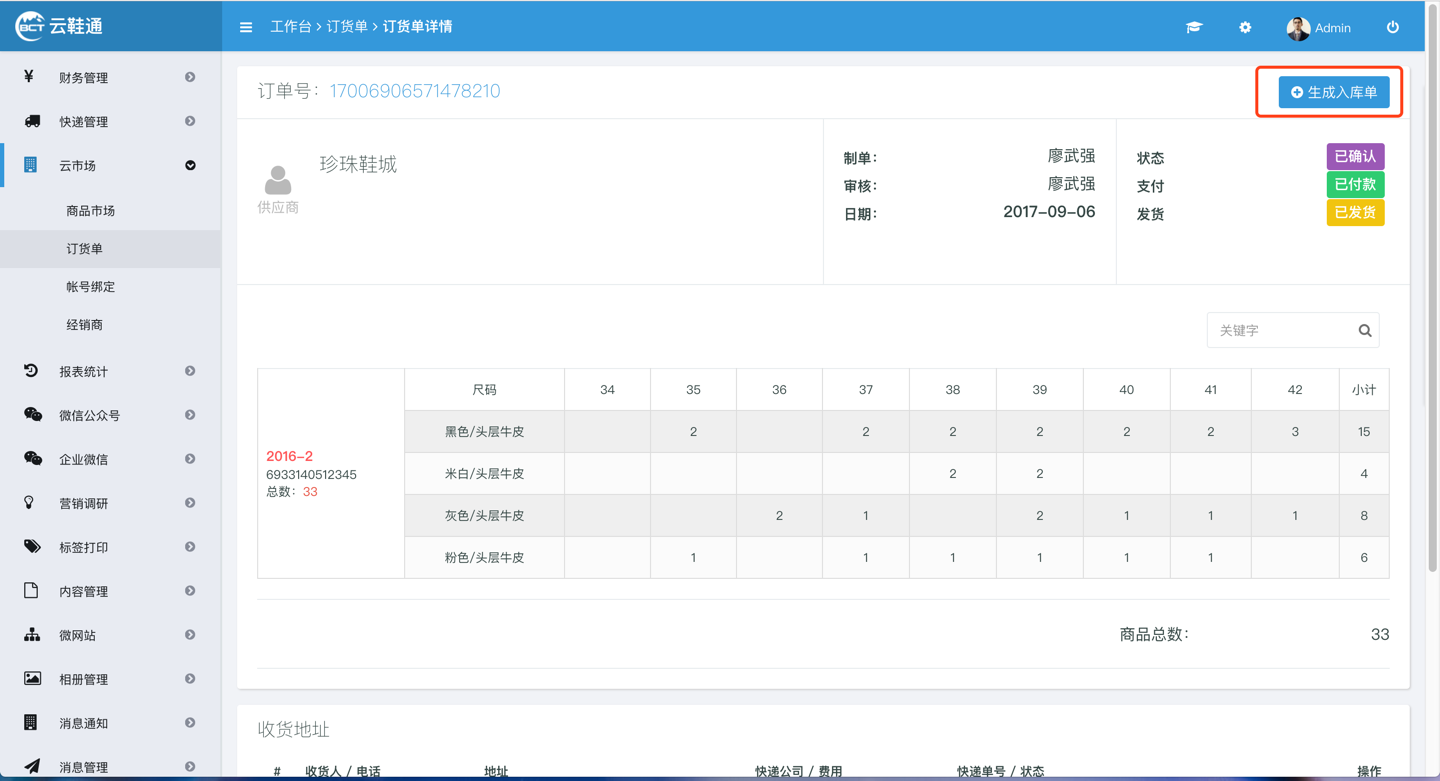 BCT 云鞋通
工作台 › 订货单 › 订货单详情
Admin
¥ 财务管理
快递管理
云市场
商品市场
订货单
帐号绑定
经销商
报表统计
微信公众号
企业微信
营销调研
标签打印
内容管理
微网站
相册管理
消息通知
消息管理
订单号：17006906571478210
生成入库单
珍珠鞋城
供应商
制单： 廖武强
审核： 廖武强
日期： 2017-09-06
状态 已确认
支付 已付款
发货 已发货
关键字
尺码 34 35 36 37 38 39 40 41 42 小计
2016-2
6933140512345
总数：33
黑色/头层牛皮 2 2 2 2 2 2 3 15
米白/头层牛皮 2 2 4
灰色/头层牛皮 2 1 2 1 1 1 8
粉色/头层牛皮 1 1 1 1 1 1 6
商品总数： 33
收货地址
# 收货人 / 电话 地址 快递公司 / 费用 快递单号 / 状态 操作